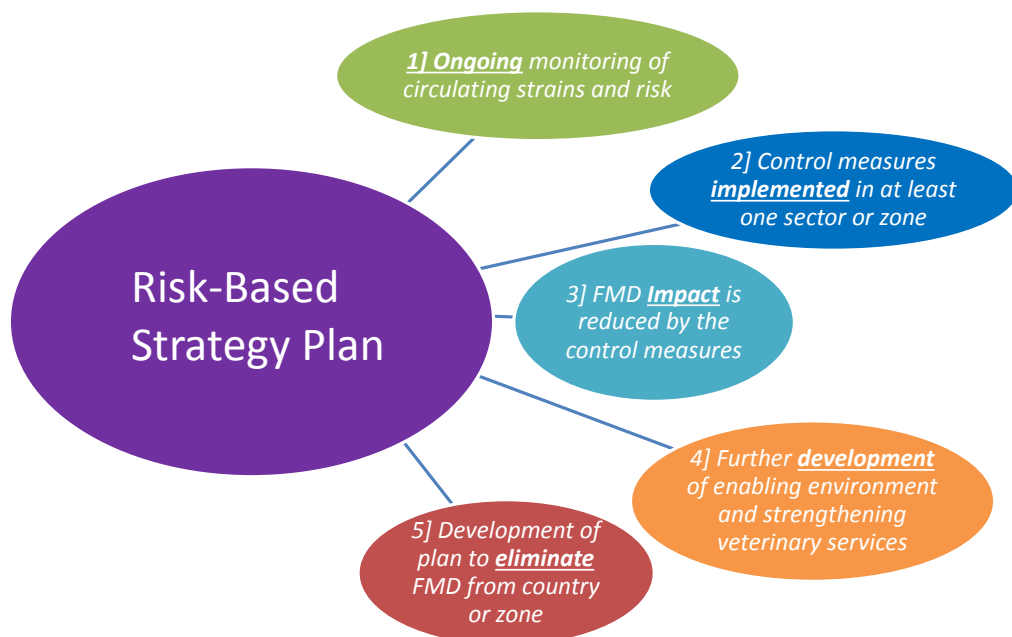 1] Ongoing monitoring of
circulating strains and risk
2] Control measures
implemented in at least
one sector or zone
Risk-Based
Strategy Plan
3] FMD Impact is
reduced by the
control measures
4] Further development
of enabling environment
and strengthening
veterinary services
5] Development of
plan to eliminate
FMD from country
or zone